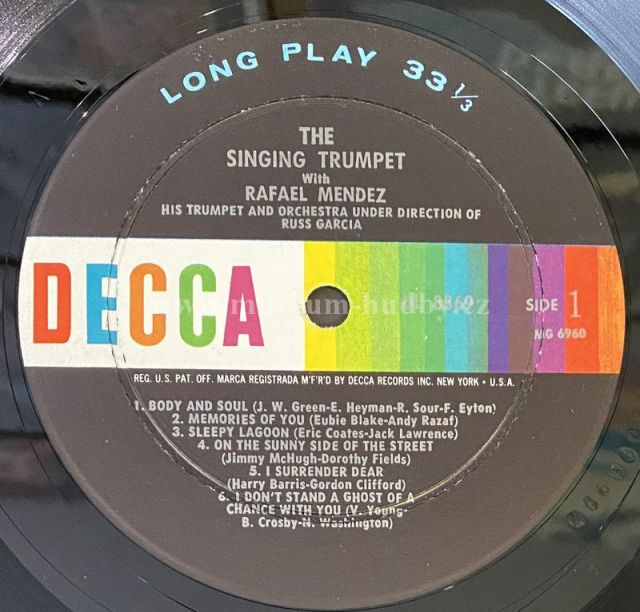 LONG PLAY 33 1/3
THE
SINGING TRUMPET
With
RAFAEL MENDEZ
HIS TRUMPET AND ORCHESTRA UNDER DIRECTION OF
RUSS GARCIA
DECCA
8869
SIDE 1
MG 6960
REG. U.S. PAT. OFF. MARCA REGISTRADA M'F'R'D BY DECCA RECORDS INC. NEW YORK • U.S.A.
1. BODY AND SOUL (J. W. Green-E. Heyman-R. Sour-F. Eyton)
2. MEMORIES OF YOU (Eubie Blake-Andy Razaf)
3. SLEEPY LAGOON (Eric Coates-Jack Lawrence)
4. ON THE SUNNY SIDE OF THE STREET
(Jimmy McHugh-Dorothy Fields)
5. I SURRENDER DEAR
(Harry Barris-Gordon Clifford)
6. I DON'T STAND A GHOST OF A
CHANCE WITH YOU (V. Young-
B. Crosby-N. Washington)